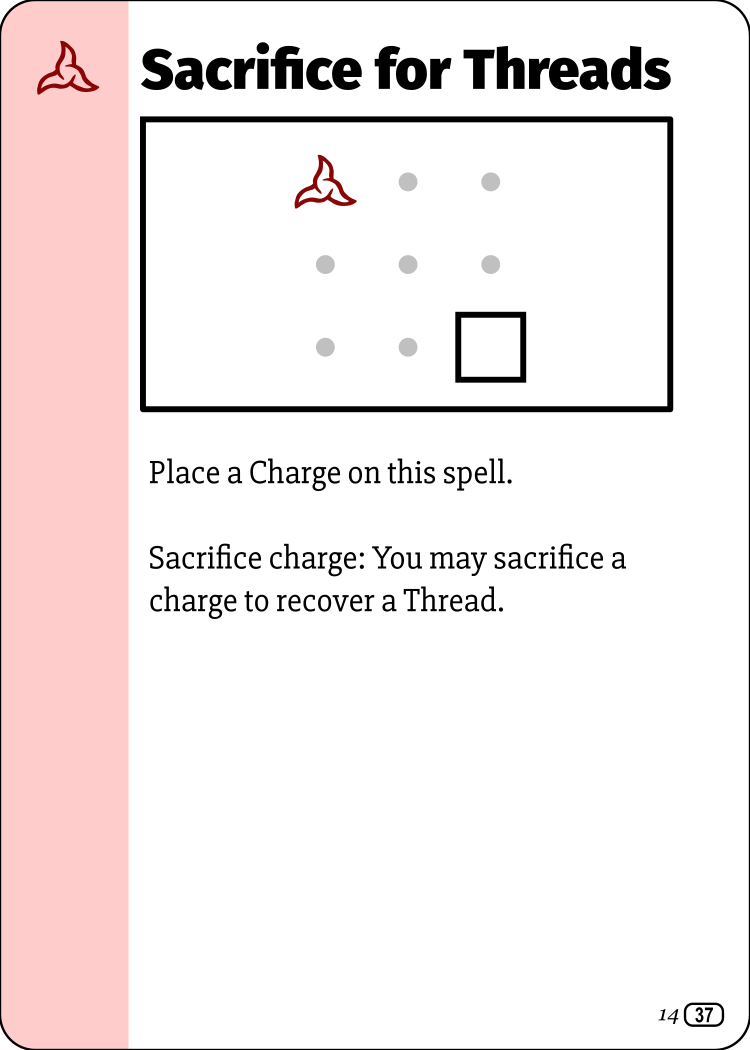 Sacrifice for Threads
Place a Charge on this spell.
Sacrifice charge: You may sacrifice a
charge to recover a Thread.
14 37